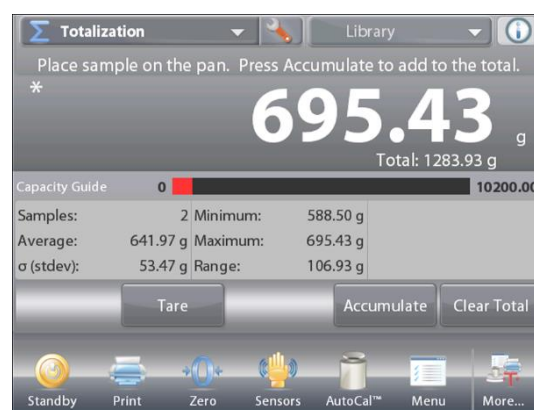 Σ Totalization Library
Place sample on the pan. Press Accumulate to add to the total.
*
695.43 g
Total: 1283.93 g
Capacity Guide 0 10200.00
Samples: 2 Minimum: 588.50 g
Average: 641.97 g Maximum: 695.43 g
σ (stdev): 53.47 g Range: 106.93 g
Tare Accumulate Clear Total
Standby Print Zero Sensors AutoCal™ Menu More...